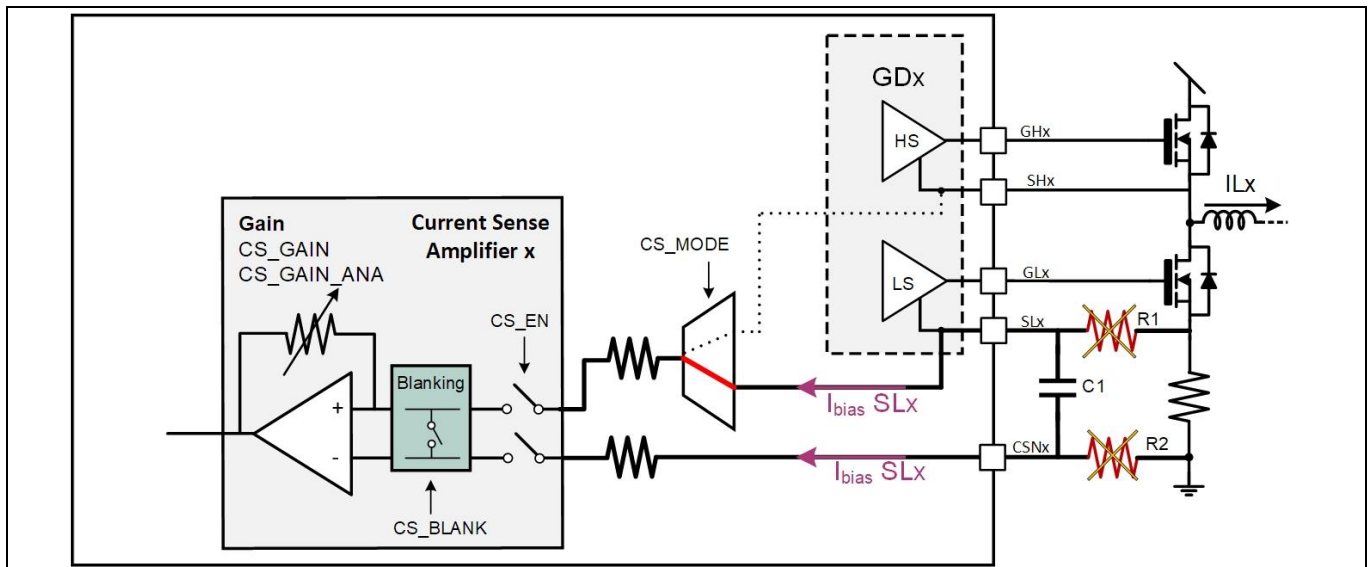 GDx
HS
GHx
SHx
ILx
CS_MODE
LS
GLx
SLx
R1
C1
CSNx
R2
Gain
CS_GAIN
CS_GAIN_ANA
Current Sense
Amplifier x
CS_EN
Blanking
+
-
CS_BLANK
Ibias SLx
Ibias SLx